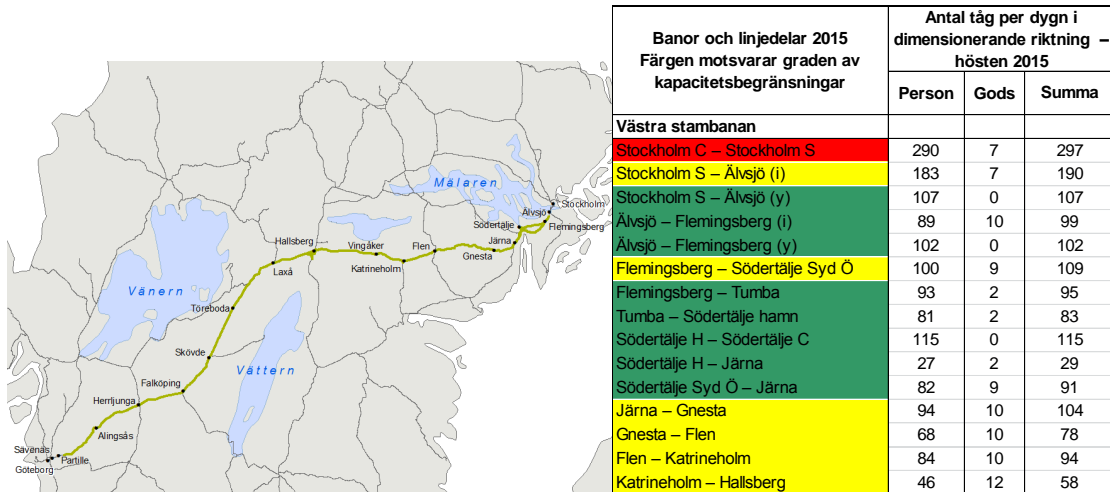 Mälaren
Stockholm
Älvsjö
Flemingsberg
Södertälje
Järna
Gnesta
Hallsberg
Vingåker
Flen
Katrineholm
Laxå
Vänern
Töreboda
Skövde
Vättern
Falköping
Herrljunga
Alingsås
Sävenäs
Partille
Göteborg
Banor och linjedelar 2015
Färgen motsvarar graden av
kapacitetsbegränsningar
Antal tåg per dygn i
dimensionerande riktning –
hösten 2015
Person Gods Summa
Västra stambanan
Stockholm C – Stockholm S 290 7 297
Stockholm S – Älvsjö (i) 183 7 190
Stockholm S – Älvsjö (y) 107 0 107
Älvsjö – Flemingsberg (i) 89 10 99
Älvsjö – Flemingsberg (y) 102 0 102
Flemingsberg – Södertälje Syd Ö 100 9 109
Flemingsberg – Tumba 93 2 95
Tumba – Södertälje hamn 81 2 83
Södertälje H – Södertälje C 115 0 115
Södertälje H – Järna 27 2 29
Södertälje Syd Ö – Järna 82 9 91
Järna – Gnesta 94 10 104
Gnesta – Flen 68 10 78
Flen – Katrineholm 84 10 94
Katrineholm – Hallsberg 46 12 58